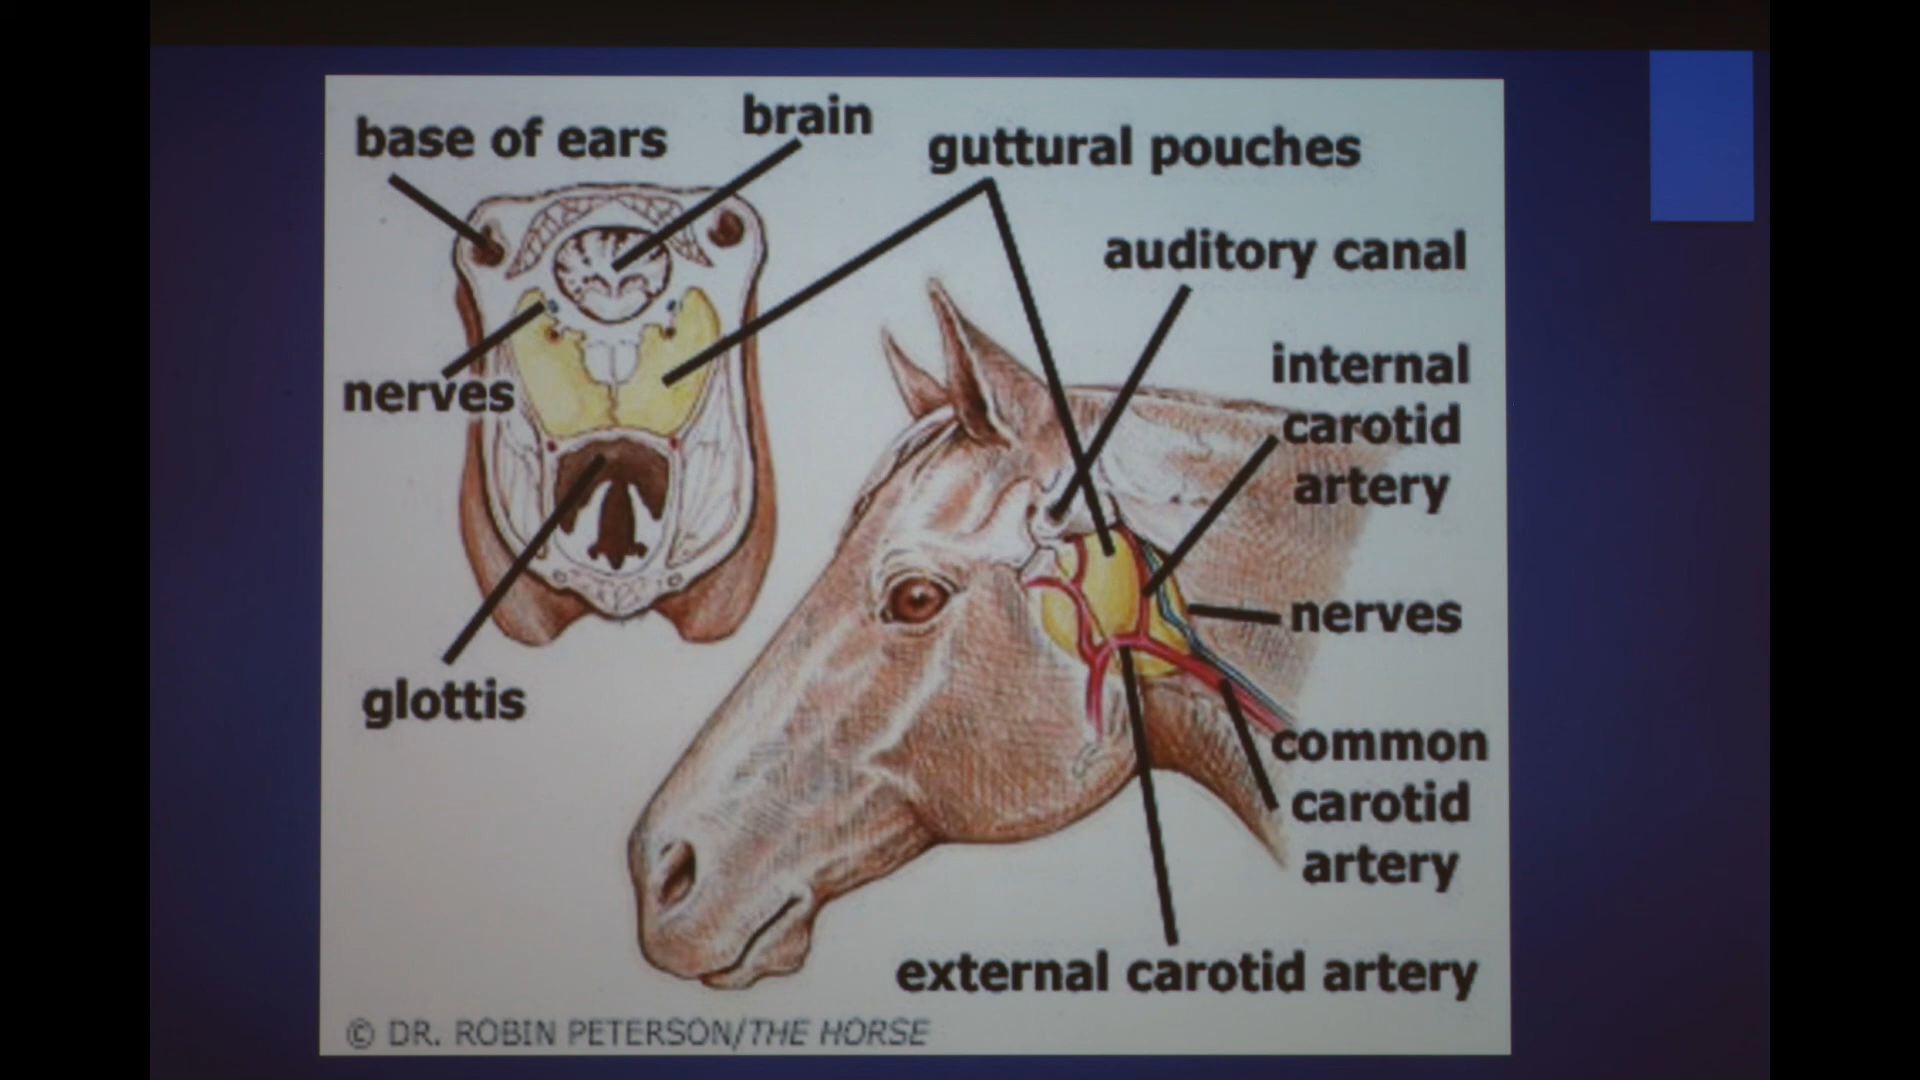 base of ears
brain
guttural pouches
auditory canal
internal
carotid
artery
nerves
nerves
glottis
common
carotid
artery
external carotid artery
© DR. ROBIN PETERSON/THE HORSE